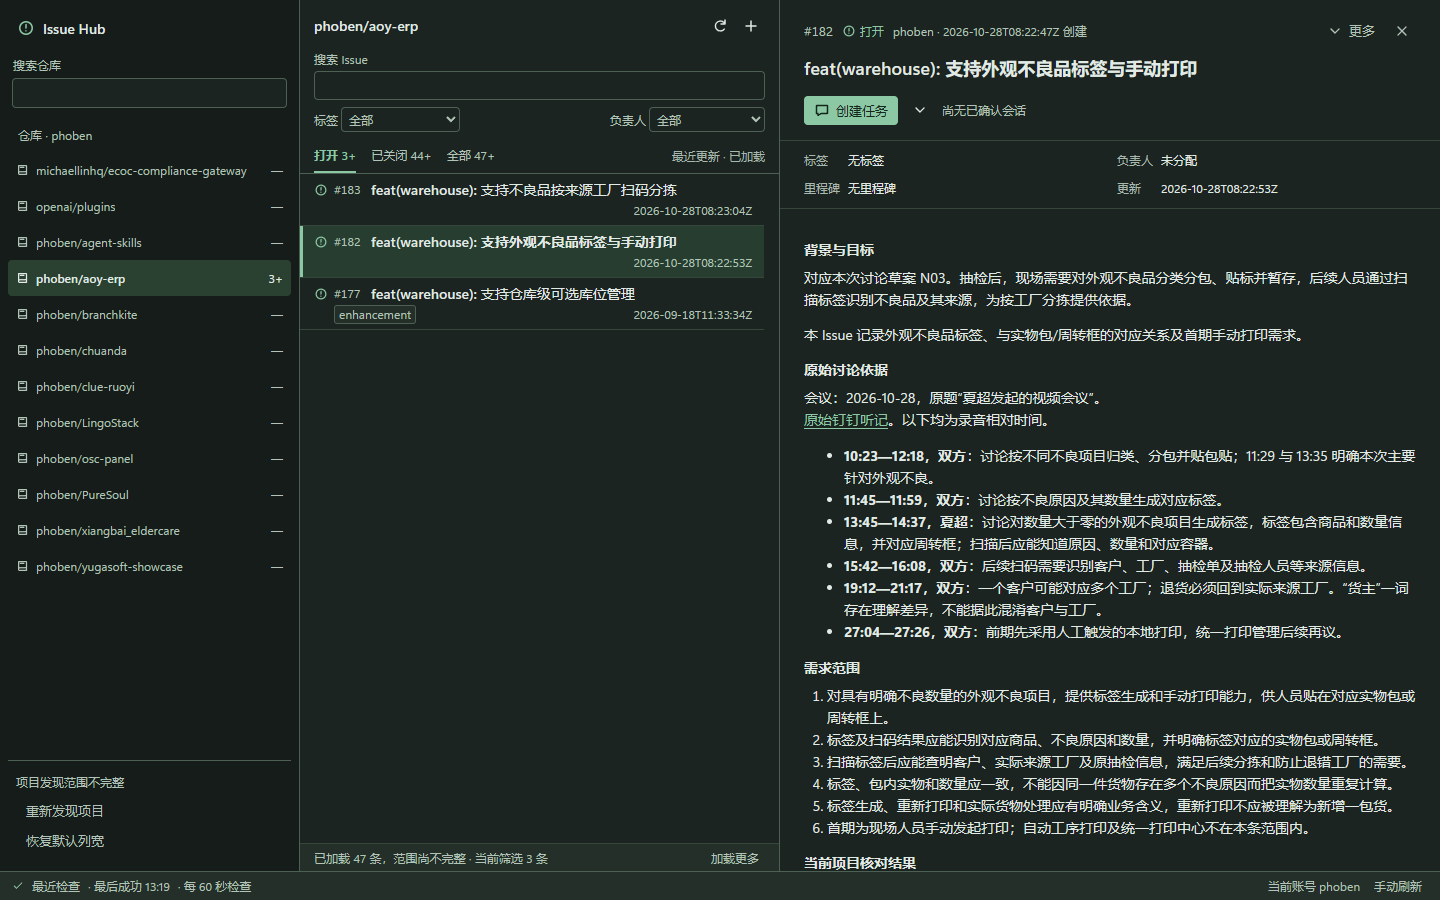 Issue Hub
搜索仓库
仓库 · phoben
michaellinhq/ecoc-compliance-gateway —
openai/plugins —
phoben/agent-skills —
phoben/aoy-erp 3+
phoben/branchkite —
phoben/chuanda —
phoben/clue-ruoyi —
phoben/LingoStack —
phoben/osc-panel —
phoben/PureSoul —
phoben/xiangbai_eldercare —
phoben/yugasoft-showcase —
项目发现范围不完整
重新发现项目
恢复默认列宽
phoben/aoy-erp
搜索 Issue
标签 全部 负责人 全部
打开 3+ 已关闭 44+ 全部 47+ 最近更新 · 已加载
#183 feat(warehouse): 支持不良品按来源工厂扫码分拣
2026-10-28T08:23:04Z
#182 feat(warehouse): 支持外观不良品标签与手动打印
2026-10-28T08:22:53Z
#177 feat(warehouse): 支持仓库级可选库位管理
enhancement 2026-09-18T11:33:34Z
已加载 47 条，范围尚不完整 · 当前筛选 3 条 加载更多
#182 打开 phoben · 2026-10-28T08:22:47Z 创建 更多
feat(warehouse): 支持外观不良品标签与手动打印
创建任务 尚无已确认会话
标签 无标签 负责人 未分配
里程碑 无里程碑 更新 2026-10-28T08:22:53Z
背景与目标
对应本次讨论草案 N03。抽检后，现场需要对外观不良品分类分包、贴标并暂存，后续人员通过扫
描标签识别不良品及其来源，为按工厂分拣提供依据。
本 Issue 记录外观不良品标签、与实物包/周转框的对应关系及首期手动打印需求。
原始讨论依据
会议：2026-10-28，原题“夏超发起的视频会议”。
原始钉钉听记。以下均为录音相对时间。
• 10:23—12:18，双方：讨论按不同不良项目归类、分包并贴包贴；11:29 与 13:35 明确本次主要
针对外观不良。
• 11:45—11:59，双方：讨论按不良原因及其数量生成对应标签。
• 13:45—14:37，夏超：讨论对数量大于零的外观不良项目生成标签，标签包含商品和数量信
息，并对应周转框；扫描后应能知道原因、数量和对应容器。
• 15:42—16:08，双方：后续扫码需要识别客户、工厂、抽检单及抽检人员等来源信息。
• 19:12—21:17，双方：一个客户可能对应多个工厂；退货必须回到实际来源工厂。“货主”一词
存在理解差异，不能据此混淆客户与工厂。
• 27:04—27:26，双方：前期先采用人工触发的本地打印，统一打印管理后续再议。
需求范围
1. 对具有明确不良数量的外观不良项目，提供标签生成和手动打印能力，供人员贴在对应实物包或
周转框上。
2. 标签及扫码结果应能识别对应商品、不良原因和数量，并明确标签对应的实物包或周转框。
3. 扫描标签后应能查明客户、实际来源工厂及原抽检信息，满足后续分拣和防止退错工厂的需要。
4. 标签、包内实物和数量应一致，不能因同一件货物存在多个不良原因而把实物数量重复计算。
5. 标签生成、重新打印和实际货物处理应有明确业务含义，重新打印不应被理解为新增一包货。
6. 首期为现场人员手动发起打印；自动工序打印及统一打印中心不在本条范围内。
当前项目核对结果
最近检查 · 最后成功 13:19 · 每 60 秒检查 当前账号 phoben 手动刷新